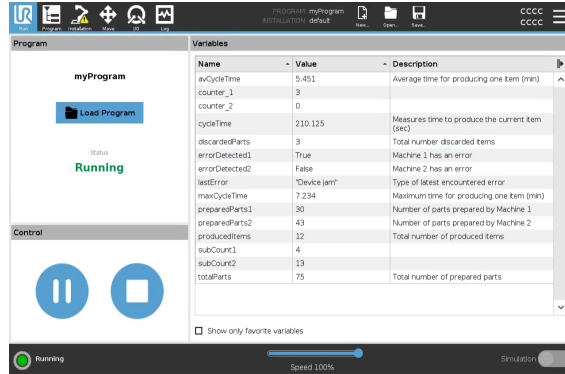 UR
PROGRAM myProgram
INSTALLATION default
CCCC
CCCC
Run Program Installation Move I/O Log
New... Open... Save...
Program
Variables
myProgram
Load Program
Status
Running
Control
Name Value Description
avCycleTime 5.451 Average time for producing one item (min)
counter_1 3
counter_2 0
cycleTime 210.125 Measures time to produce the current item
(sec)
discardedParts 3 Total number discarded items
errorDetected1 True Machine 1 has an error
errorDetected2 False Machine 2 has an error
lastError "Device jam" Type of latest encountered error
maxCycleTime 7.234 Maximum time for producing one item (min)
preparedParts1 30 Number of parts prepared by Machine 1
preparedParts2 43 Number of parts prepared by Machine 2
producedItems 12 Total number of produced items
subCount1 4
subCount2 13
totalParts 75 Total number of prepared parts
Show only favorite variables
Running
Speed 100%
Simulation